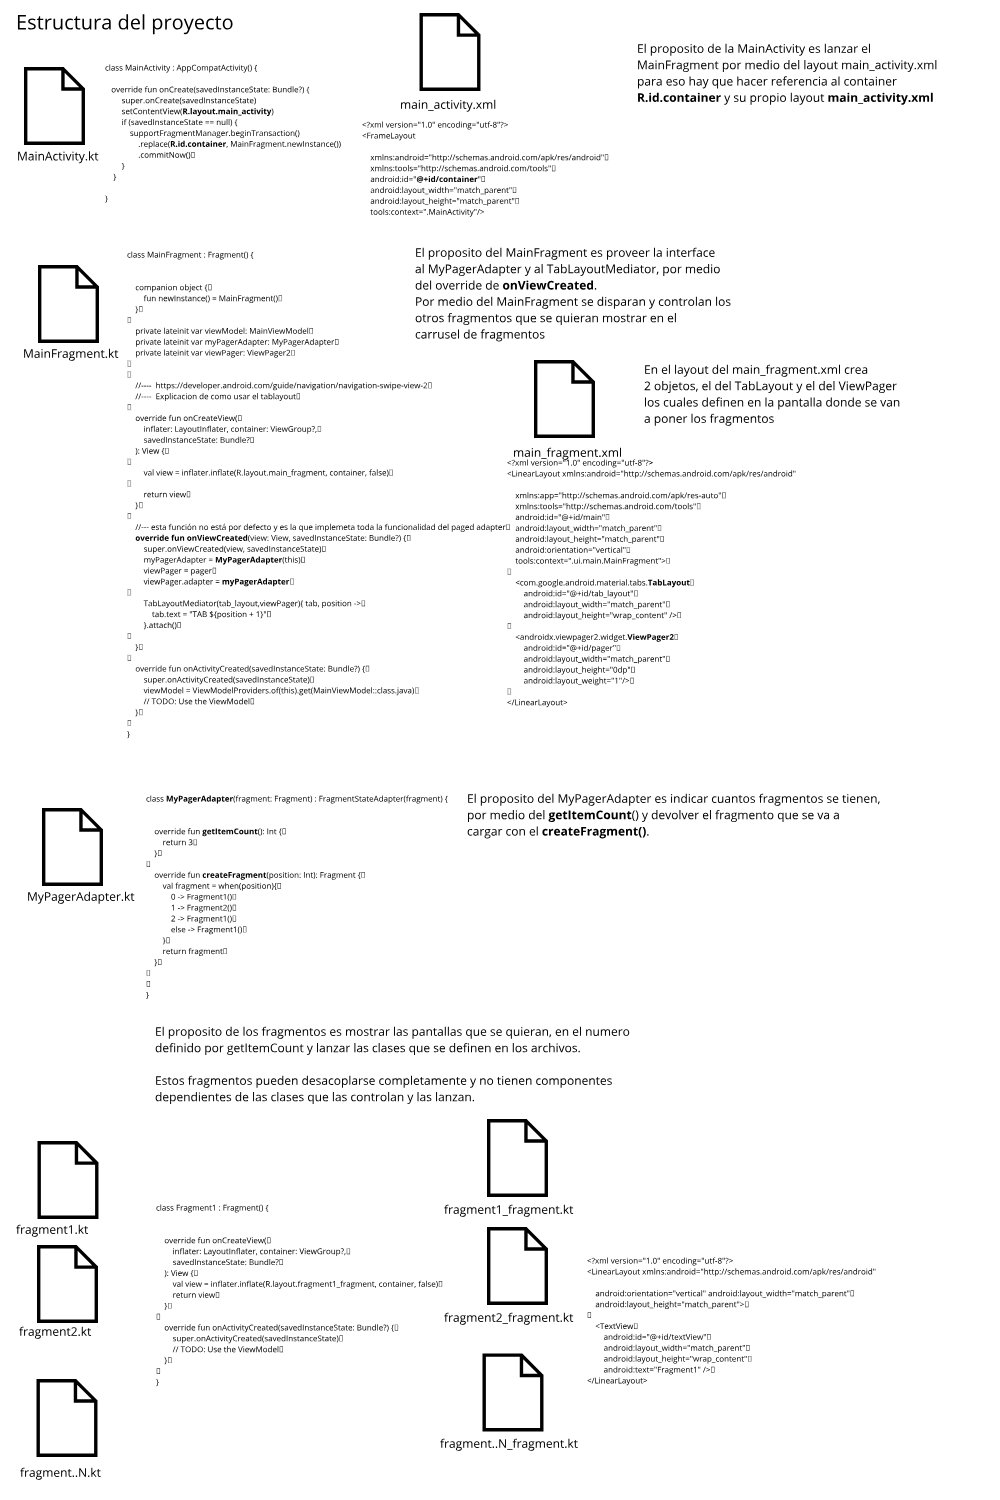 Estructura del proyecto
MainActivity.kt
class MainActivity : AppCompatActivity() {
override fun onCreate(savedInstanceState: Bundle?) {
super.onCreate(savedInstanceState)
setContentView(R.layout.main_activity)
if (savedInstanceState == null) {
supportFragmentManager.beginTransaction()
.replace(R.id.container, MainFragment.newInstance())
.commitNow()
}
}
}
main_activity.xml
<?xml version="1.0" encoding="utf-8"?>
<FrameLayout
xmlns:android="http://schemas.android.com/apk/res/android"
xmlns:tools="http://schemas.android.com/tools"
android:id="@+id/container"
android:layout_width="match_parent"
android:layout_height="match_parent"
tools:context=".MainActivity"/>
El proposito de la MainActivity es lanzar el
MainFragment por medio del layout main_activity.xml
para eso hay que hacer referencia al container
R.id.container y su propio layout main_activity.xml
MainFragment.kt
class MainFragment : Fragment() {
companion object {
fun newInstance() = MainFragment()
}
private lateinit var viewModel: MainViewModel
private lateinit var myPagerAdapter: MyPagerAdapter
private lateinit var viewPager: ViewPager2
//---- https://developer.android.com/guide/navigation/navigation-swipe-view-2
//---- Explicacion de como usar el tablayout
override fun onCreateView(
inflater: LayoutInflater, container: ViewGroup?,
savedInstanceState: Bundle?
): View {
val view = inflater.inflate(R.layout.main_fragment, container, false)
return view
}
//--- esta función no está por defecto y es la que implemeta toda la funcionalidad del paged adapter
override fun onViewCreated(view: View, savedInstanceState: Bundle?) {
super.onViewCreated(view, savedInstanceState)
myPagerAdapter = MyPagerAdapter(this)
viewPager = pager
viewPager.adapter = myPagerAdapter
TabLayoutMediator(tab_layout,viewPager){ tab, position ->
tab.text = "TAB ${position + 1}"
}.attach()
}
override fun onActivityCreated(savedInstanceState: Bundle?) {
super.onActivityCreated(savedInstanceState)
viewModel = ViewModelProviders.of(this).get(MainViewModel::class.java)
// TODO: Use the ViewModel
}
}
El proposito del MainFragment es proveer la interface
al MyPagerAdapter y al TabLayoutMediator, por medio
del override de onViewCreated.
Por medio del MainFragment se disparan y controlan los
otros fragmentos que se quieran mostrar en el
carrusel de fragmentos
En el layout del main_fragment.xml crea
2 objetos, el del TabLayout y el del ViewPager
los cuales definen en la pantalla donde se van
a poner los fragmentos
main_fragment.xml
<?xml version="1.0" encoding="utf-8"?>
<LinearLayout xmlns:android="http://schemas.android.com/apk/res/android"
xmlns:app="http://schemas.android.com/apk/res-auto"
xmlns:tools="http://schemas.android.com/tools"
android:id="@+id/main"
android:layout_width="match_parent"
android:layout_height="match_parent"
android:orientation="vertical"
tools:context=".ui.main.MainFragment">
<com.google.android.material.tabs.TabLayout
android:id="@+id/tab_layout"
android:layout_width="match_parent"
android:layout_height="wrap_content" />
<androidx.viewpager2.widget.ViewPager2
android:id="@+id/pager"
android:layout_width="match_parent"
android:layout_height="0dp"
android:layout_weight="1"/>
</LinearLayout>
MyPagerAdapter.kt
class MyPagerAdapter(fragment: Fragment) : FragmentStateAdapter(fragment) {
override fun getItemCount(): Int {
return 3
}
override fun createFragment(position: Int): Fragment {
val fragment = when(position){
0 -> Fragment1()
1 -> Fragment2()
2 -> Fragment1()
else -> Fragment1()
}
return fragment
}
}
El proposito del MyPagerAdapter es indicar cuantos fragmentos se tienen,
por medio del getItemCount() y devolver el fragmento que se va a
cargar con el createFragment().
El proposito de los fragmentos es mostrar las pantallas que se quieran, en el numero
definido por getItemCount y lanzar las clases que se definen en los archivos.
Estos fragmentos pueden desacoplarse completamente y no tienen componentes
dependientes de las clases que las controlan y las lanzan.
fragment1.kt
fragment2.kt
fragment..N.kt
class Fragment1 : Fragment() {
override fun onCreateView(
inflater: LayoutInflater, container: ViewGroup?,
savedInstanceState: Bundle?
): View {
val view = inflater.inflate(R.layout.fragment1_fragment, container, false)
return view
}
override fun onActivityCreated(savedInstanceState: Bundle?) {
super.onActivityCreated(savedInstanceState)
// TODO: Use the ViewModel
}
}
fragment1_fragment.kt
fragment2_fragment.kt
fragment..N_fragment.kt
<?xml version="1.0" encoding="utf-8"?>
<LinearLayout xmlns:android="http://schemas.android.com/apk/res/android"
android:orientation="vertical" android:layout_width="match_parent"
android:layout_height="match_parent">
<TextView
android:id="@+id/textView"
android:layout_width="match_parent"
android:layout_height="wrap_content"
android:text="Fragment1" />
</LinearLayout>